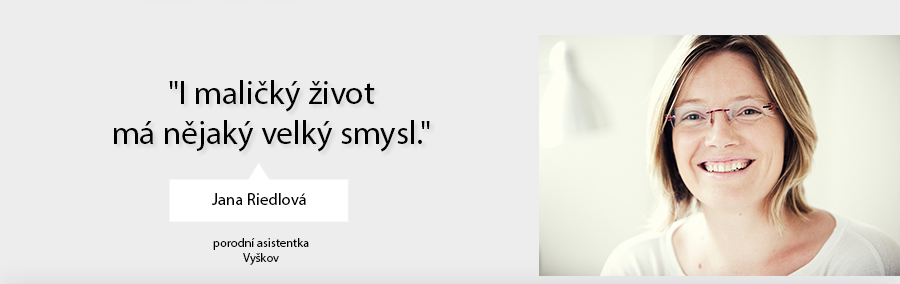 "I maličký život
má nějaký velký smysl."
Jana Riedlová
porodní asistentka
Vyškov